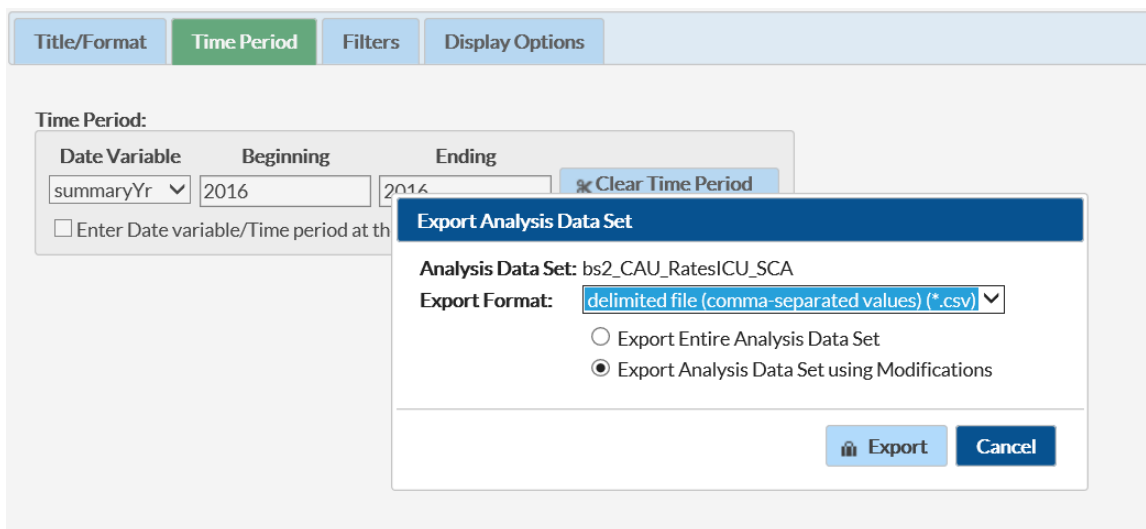 Title/Format Time Period Filters Display Options
Time Period:
Date Variable Beginning Ending
summaryYr 2016 2016 Clear Time Period
Enter Date variable/Time period at th
Export Analysis Data Set
Analysis Data Set: bs2_CAU_RatesICU_SCA
Export Format: delimited file (comma-separated values) (*.csv)
Export Entire Analysis Data Set
Export Analysis Data Set using Modifications
Export Cancel